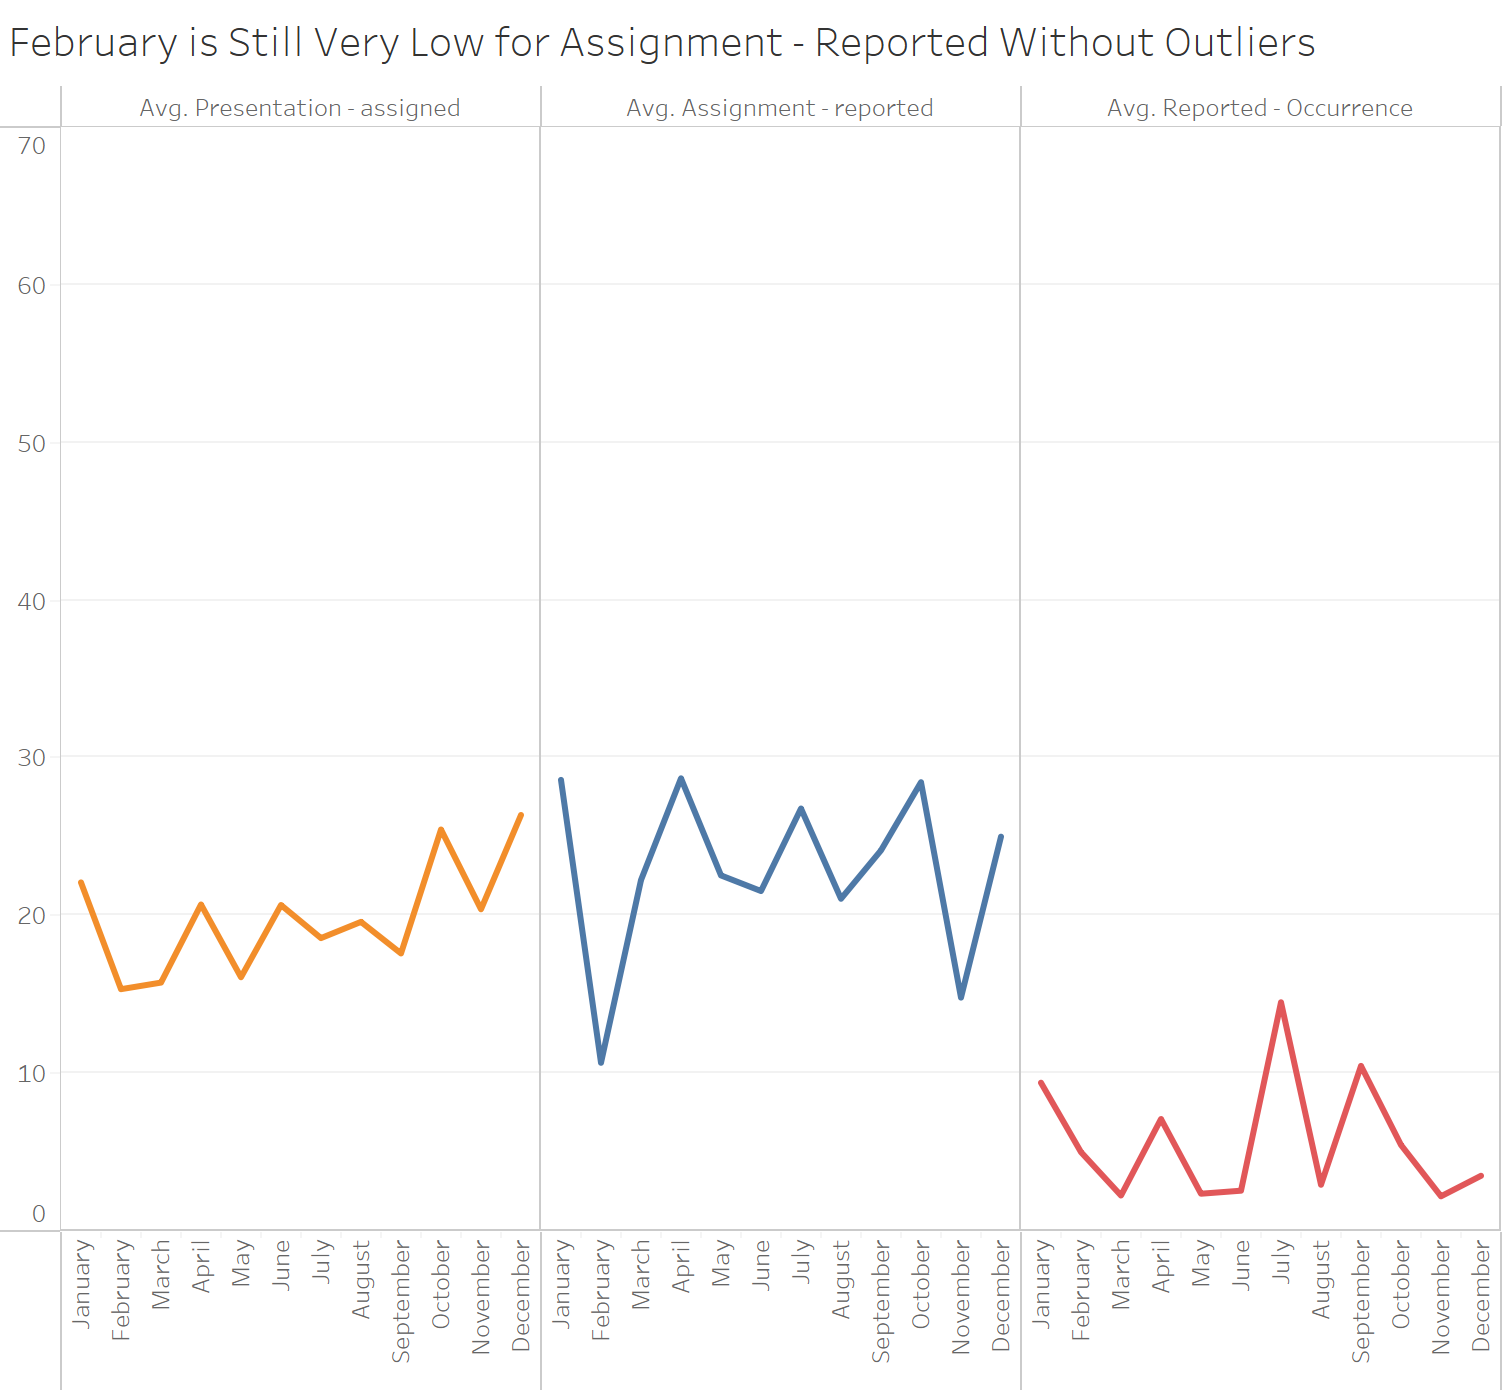 February is Still Very Low for Assignment - Reported Without Outliers
Avg. Presentation - assigned
Avg. Assignment - reported
Avg. Reported - Occurrence
70
60
50
40
30
20
10
0
January
February
March
April
May
June
July
August
September
October
November
December
January
February
March
April
May
June
July
August
September
October
November
December
January
February
March
April
May
June
July
August
September
October
November
December